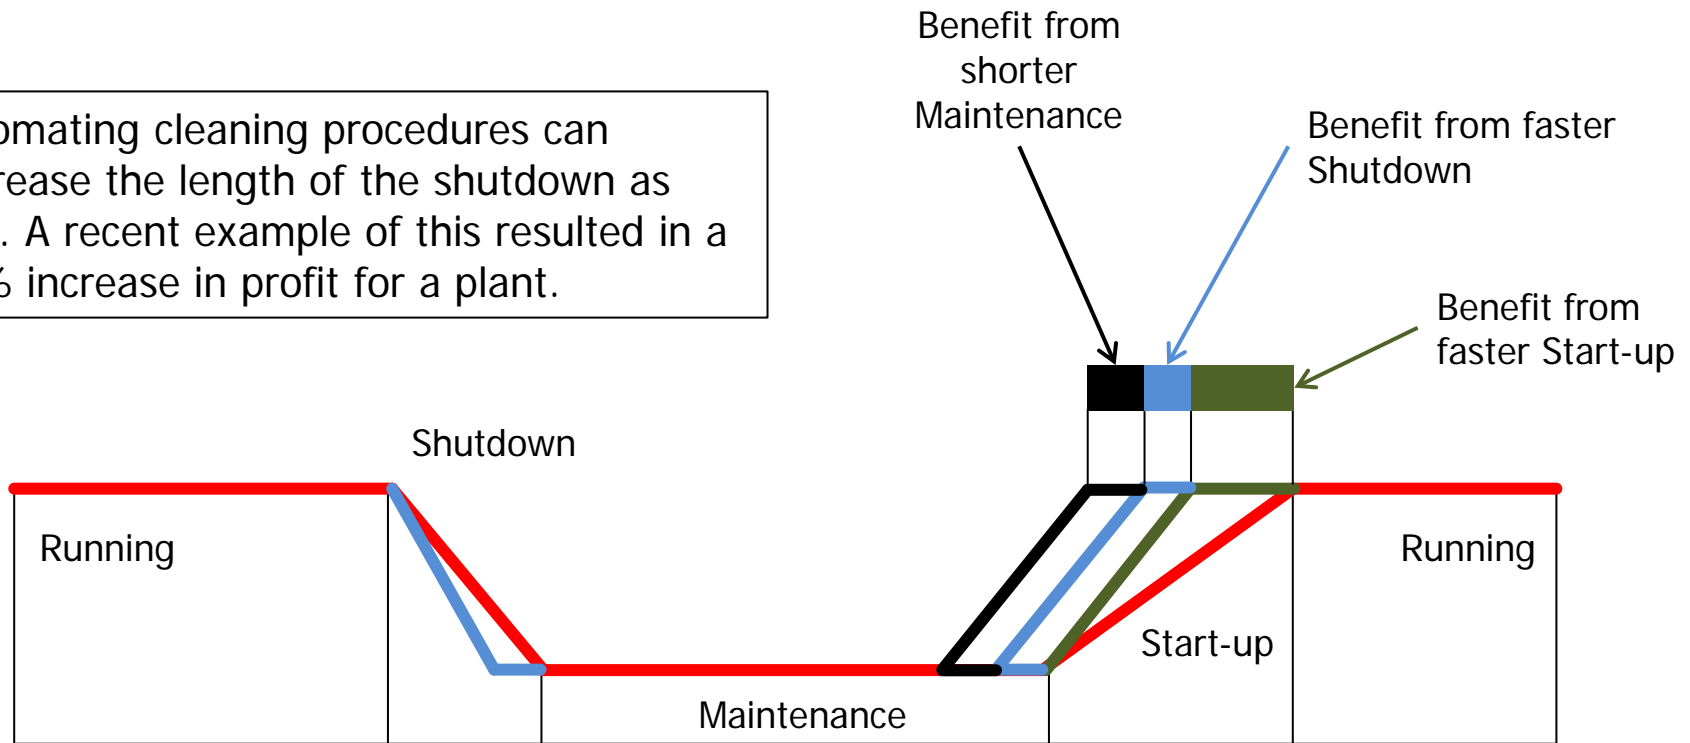 Benefit from
shorter
Maintenance
Benefit from faster
Shutdown
cleaning procedures can
the length of the shutdown as
. A recent example of this resulted in a
% increase in profit for a plant.
Benefit from
faster Start-up
Shutdown
Running
Running
Start-up
Maintenance